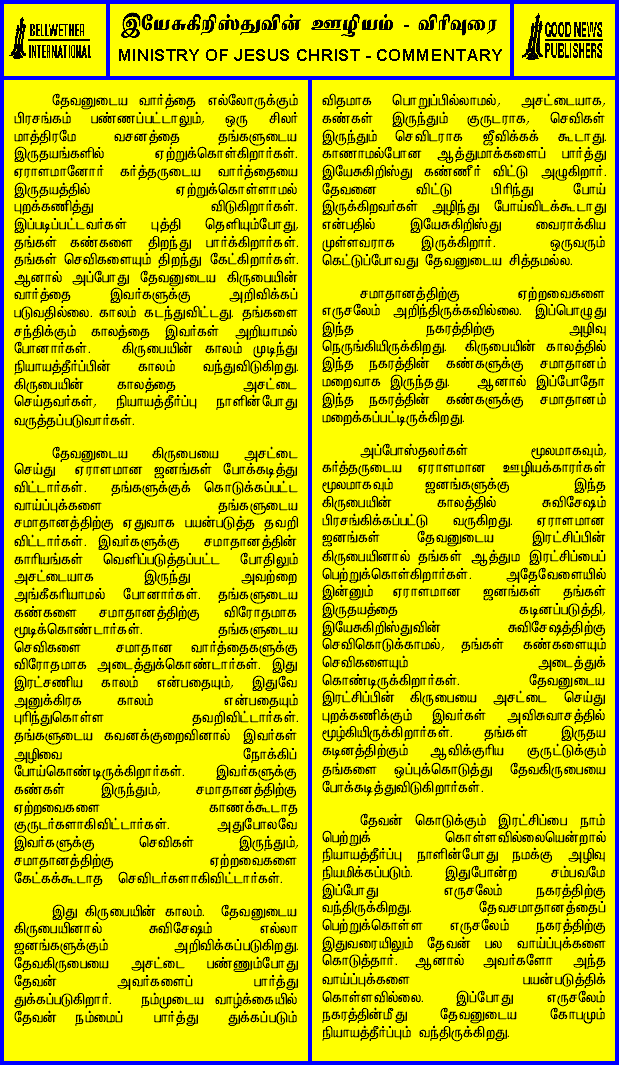 BELLWETHER
INTERNATIONAL
இயேசுகிறிஸ்துவின் ஊழியம் - விரிவுரை
MINISTRY OF JESUS CHRIST - COMMENTARY
GOOD NEWS
PUBLISHERS
தேவனுடைய வார்த்தை எல்லோருக்கும்
பிரசங்கம் பண்ணப்பட்டாலும், ஒரு சிலர்
மாத்திரமே வசனத்தை தங்களுடைய
இருதயங்களில் ஏற்றுக்கொள்கிறார்கள்.
ஏராளமானோர் கர்த்தருடைய வார்த்தையை
இருதயத்தில் ஏற்றுக்கொள்ளாமல்
புறக்கணித்து விடுகிறார்கள்.
இப்படிப்பட்டவர்கள் புத்தி தெளியும்போது,
தங்கள் கண்களை திறந்து பார்க்கிறார்கள்.
தங்கள் செவிகளையும் திறந்து கேட்கிறார்கள்.
ஆனால் அப்போது தேவனுடைய கிருபையின்
வார்த்தை இவர்களுக்கு அறிவிக்கப்
படுவதில்லை. காலம் கடந்துவிட்டது. தங்களை
சந்திக்கும் காலத்தை இவர்கள் அறியாமல்
போனார்கள். கிருபையின் காலம் முடிந்து
நியாயத்தீர்ப்பின் காலம் வந்துவிடுகிறது.
கிருபையின் காலத்தை அசட்டை
செய்தவர்கள், நியாயத்தீர்ப்பு நாளின்போது
வருத்தப்படுவார்கள்.
தேவனுடைய கிருபையை அசட்டை
செய்து ஏராளமான ஜனங்கள் போக்கடித்து
விட்டார்கள். தங்களுக்குக் கொடுக்கப்பட்ட
வாய்ப்புக்களை தங்களுடைய
சமாதானத்திற்கு ஏதுவாக பயன்படுத்த தவறி
விட்டார்கள். இவர்களுக்கு சமாதானத்தின்
காரியங்கள் வெளிப்படுத்தப்பட்ட போதிலும்
அசட்டையாக இருந்து அவற்றை
அங்கீகரியாமல் போனார்கள். தங்களுடைய
கண்களை சமாதானத்திற்கு விரோதமாக
மூடிக்கொண்டார்கள். தங்களுடைய
செவிகளை சமாதான வார்த்தைகளுக்கு
விரோதமாக அடைத்துக்கொண்டார்கள். இது
இரட்சணிய காலம் என்பதையும், இதுவே
அனுக்கிரக காலம் என்பதையும்
புரிந்துகொள்ள தவறிவிட்டார்கள்.
தங்களுடைய கவனக்குறைவினால் இவர்கள்
அழிவை நோக்கிப்
போய்கொண்டிருக்கிறார்கள். இவர்களுக்கு
கண்கள் இருந்தும், சமாதானத்திற்கு
ஏற்றவைகளை காணக்கூடாத
குருடர்களாகிவிட்டார்கள். அதுபோலவே
இவர்களுக்கு செவிகள் இருந்தும்,
சமாதானத்திற்கு ஏற்றவைகளை
கேட்கக்கூடாத செவிடர்களாகிவிட்டார்கள்.
இது கிருபையின் காலம். தேவனுடைய
கிருபையினால் சுவிசேஷம் எல்லா
ஜனங்களுக்கும் அறிவிக்கப்படுகிறது.
தேவகிருபையை அசட்டை பண்ணும்போது
தேவன் அவர்களைப் பார்த்து
துக்கப்படுகிறார். நம்முடைய வாழ்க்கையில்
தேவன் நம்மைப் பார்த்து துக்கப்படும்
விதமாக பொறுப்பில்லாமல், அசட்டையாக,
கண்கள் இருந்தும் குருடராக, செவிகள்
இருந்தும் செவிடராக ஜீவிக்கக் கூடாது.
காணாமல்போன ஆத்துமாக்களைப் பார்த்து
இயேசுகிறிஸ்து கண்ணீர் விட்டு அழுகிறார்.
தேவனை விட்டு பிரிந்து போய்
இருக்கிறவர்கள் அழிந்து போய்விடக்கூடாது
என்பதில் இயேசுகிறிஸ்து வைராக்கிய
முள்ளவராக இருக்கிறார். ஒருவரும்
கெட்டுப்போவது தேவனுடைய சித்தமல்ல.
சமாதானத்திற்கு ஏற்றவைகளை
எருசலேம் அறிந்திருக்கவில்லை. இப்பொழுது
இந்த நகரத்திற்கு அழிவு
நெருங்கியிருக்கிறது. கிருபையின் காலத்தில்
இந்த நகரத்தின் கண்களுக்கு சமாதானம்
மறைவாக இருந்தது. ஆனால் இப்போதோ
இந்த நகரத்தின் கண்களுக்கு சமாதானம்
மறைக்கப்பட்டிருக்கிறது.
அப்போஸ்தலர்கள் மூலமாகவும்,
கர்த்தருடைய ஏராளமான ஊழியக்காரர்கள்
மூலமாகவும் ஜனங்களுக்கு இந்த
கிருபையின் காலத்தில் சுவிசேஷம்
பிரசங்கிக்கப்பட்டு வருகிறது. ஏராளமான
ஜனங்கள் தேவனுடைய இரட்சிப்பின்
கிருபையினால் தங்கள் ஆத்தும இரட்சிப்பைப்
பெற்றுக்கொள்கிறார்கள். அதேவேளையில்
இன்னும் ஏராளமான ஜனங்கள் தங்கள்
இருதயத்தை கடினப்படுத்தி,
இயேசுகிறிஸ்துவின் சுவிசேஷத்திற்கு
செவிகொடுக்காமல், தங்கள் கண்களையும்
செவிகளையும் அடைத்துக்
கொண்டிருக்கிறார்கள். தேவனுடைய
இரட்சிப்பின் கிருபையை அசட்டை செய்து
புறக்கணிக்கும் இவர்கள் அவிசுவாசத்தில்
மூழ்கியிருக்கிறார்கள். தங்கள் இருதய
கடினத்திற்கும் ஆவிக்குரிய குருட்டுக்கும்
தங்களை ஒப்புக்கொடுத்து தேவகிருபையை
போக்கடித்துவிடுகிறார்கள்.
தேவன் கொடுக்கும் இரட்சிப்பை நாம்
பெற்றுக் கொள்ளவில்லையென்றால்
நியாயத்தீர்ப்பு நாளின்போது நமக்கு அழிவு
நியமிக்கப்படும். இதுபோன்ற சம்பவமே
இப்போது எருசலேம் நகரத்திற்கு
வந்திருக்கிறது. தேவசமாதானத்தைப்
பெற்றுக்கொள்ள எருசலேம் நகரத்திற்கு
இதுவரையிலும் தேவன் பல வாய்ப்புக்களை
கொடுத்தார். ஆனால் அவர்களோ அந்த
வாய்ப்புக்களை பயன்படுத்திக்
கொள்ளவில்லை. இப்போது எருசலேம்
நகரத்தின்மீது தேவனுடைய கோபமும்
நியாயத்தீர்ப்பும் வந்திருக்கிறது.